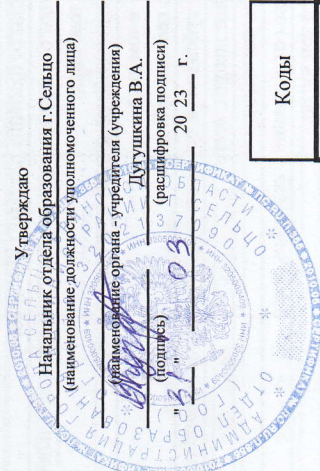 Утверждаю
Начальник отдела образования г.Сельцо
(наименование должности уполномоченного лица)
(наименование органа - учредителя (учреждения)
Дугушкина В.А.
(подпись) (расшифровка подписи)
"31" 03 20 23 г.
Коды